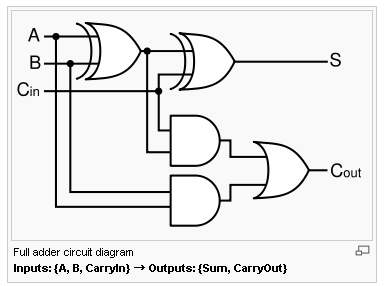 A
B
Cin
S
Cout
Full adder circuit diagram
Inputs: {A, B, CarryIn} → Outputs: {Sum, CarryOut}